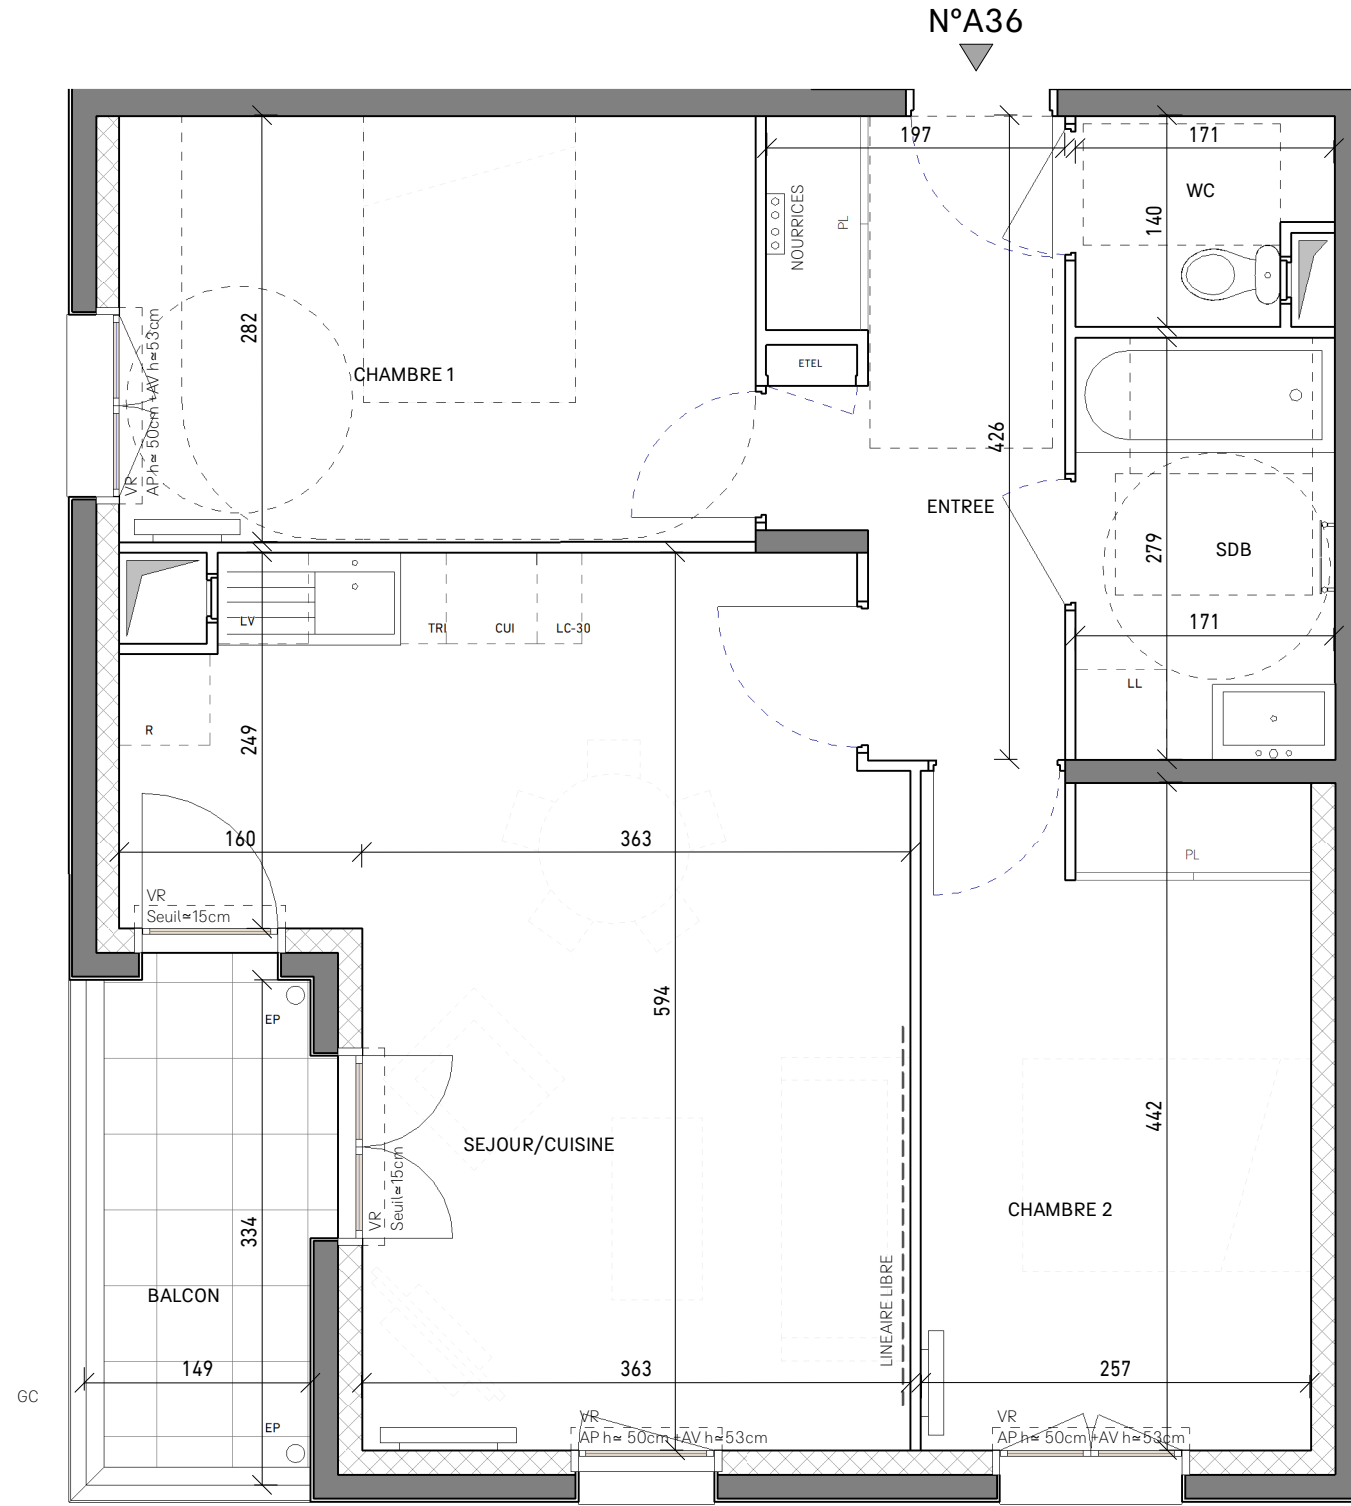 N°A36
197
171
WC
140
NOURRICES
PL
282
CHAMBRE 1
VR
AP h≃ 50cm +AV h≃53cm
ETEL
426
ENTREE
279
SDB
171
LL
LV
TRI
CUI
LC-30
R
249
160
363
VR
Seuil≃15cm
PL
EP
594
SEJOUR/CUISINE
VR
Seuil≃15cm
442
CHAMBRE 2
334
BALCON
LINEAIRE LIBRE
149
363
257
GC
EP
VR
AP h≃ 50cm +AV h≃53cm
VR
AP h≃ 50cm +AV h≃53cm